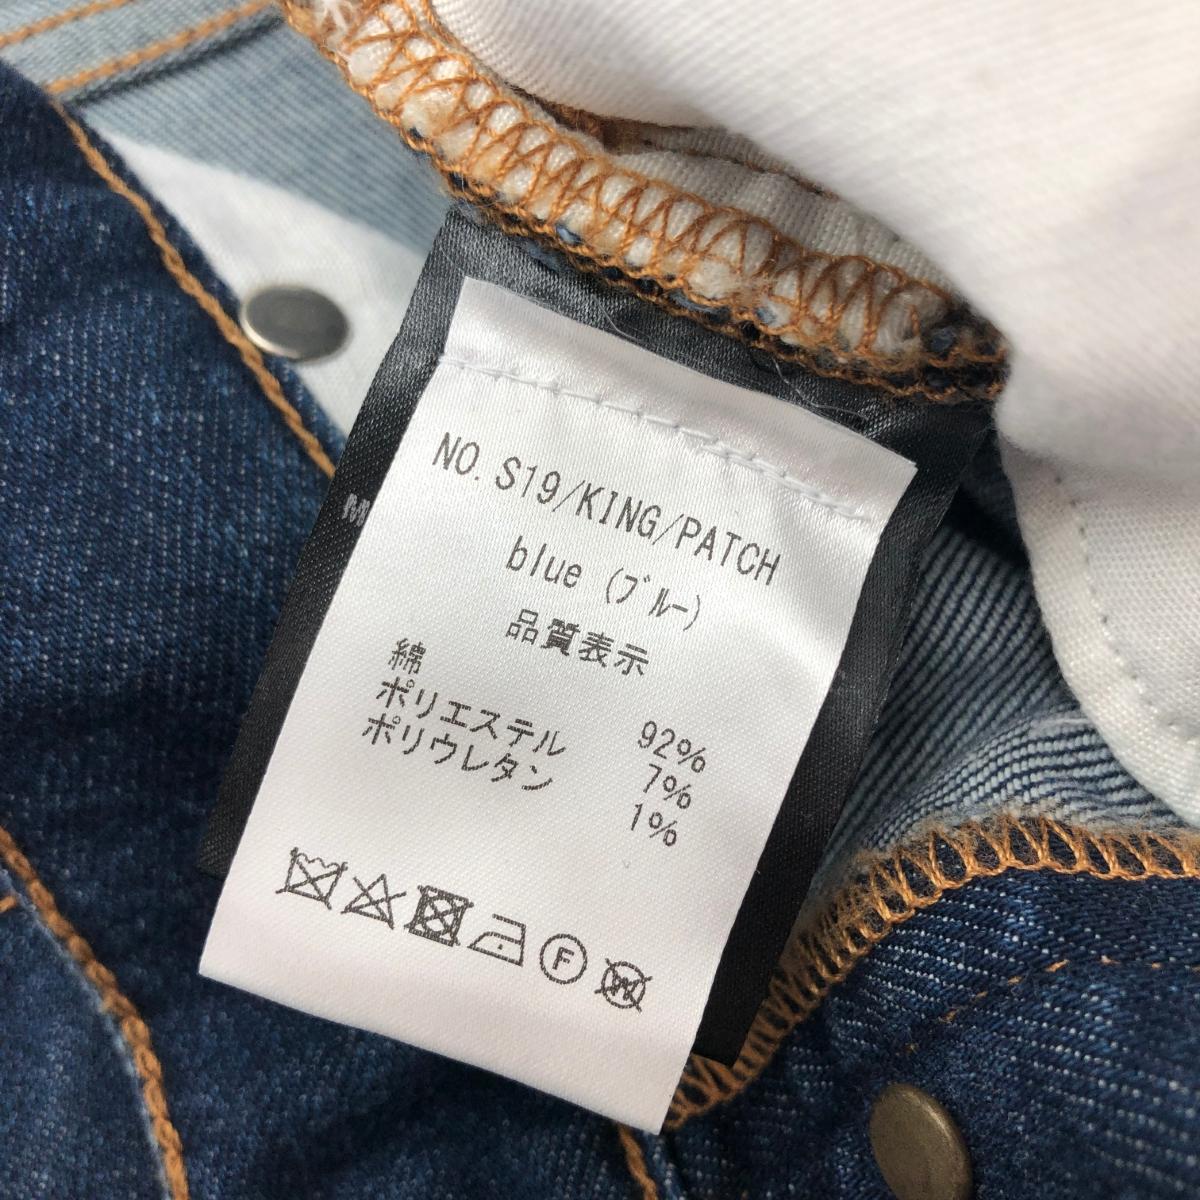 NO. S19/KING/PATCH
blue (ﾌﾞﾙｰ)
品質表示
綿 92%
ポリエステル 7%
ポリウレタン 1%
F
W
M